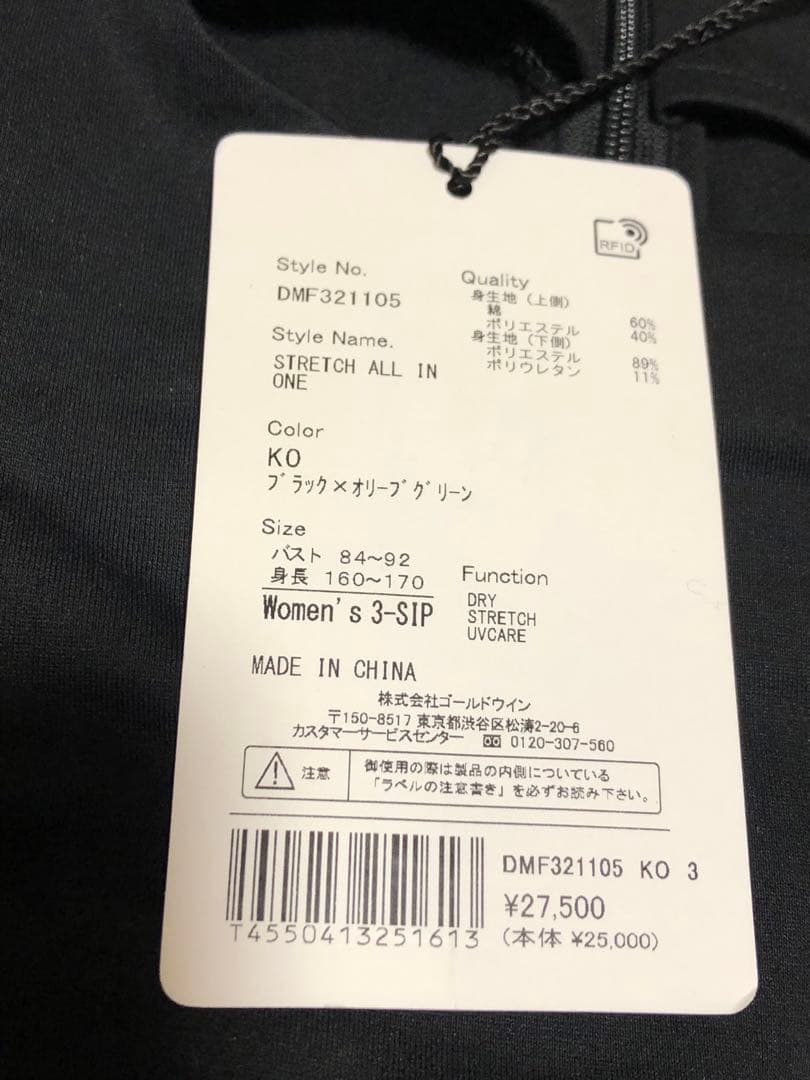 RFID
Style No.
DMF321105
Style Name.
STRETCH ALL IN
ONE
Quality
身生地（上側）
綿 60%
ポリエステル 40%
身生地（下側）
ポリエステル 89%
ポリウレタン 11%
Color
KO
ﾌﾞﾗｯｸ×ｵﾘｰﾌﾞｸﾞﾘｰﾝ
Size
バスト 84～92
身長 160～170
Women's 3-SIP
Function
DRY
STRETCH
UVCARE
MADE IN CHINA
株式会社ゴールドウイン
〒150-8517 東京都渋谷区松濤2-20-6
カスタマーサービスセンター 0120-307-560
注意
御使用の際は製品の内側についている
「ラベルの注意書き」を必ずお読み下さい。
DMF321105 KO 3
¥27,500
(本体 ¥25,000)
T4550413251613